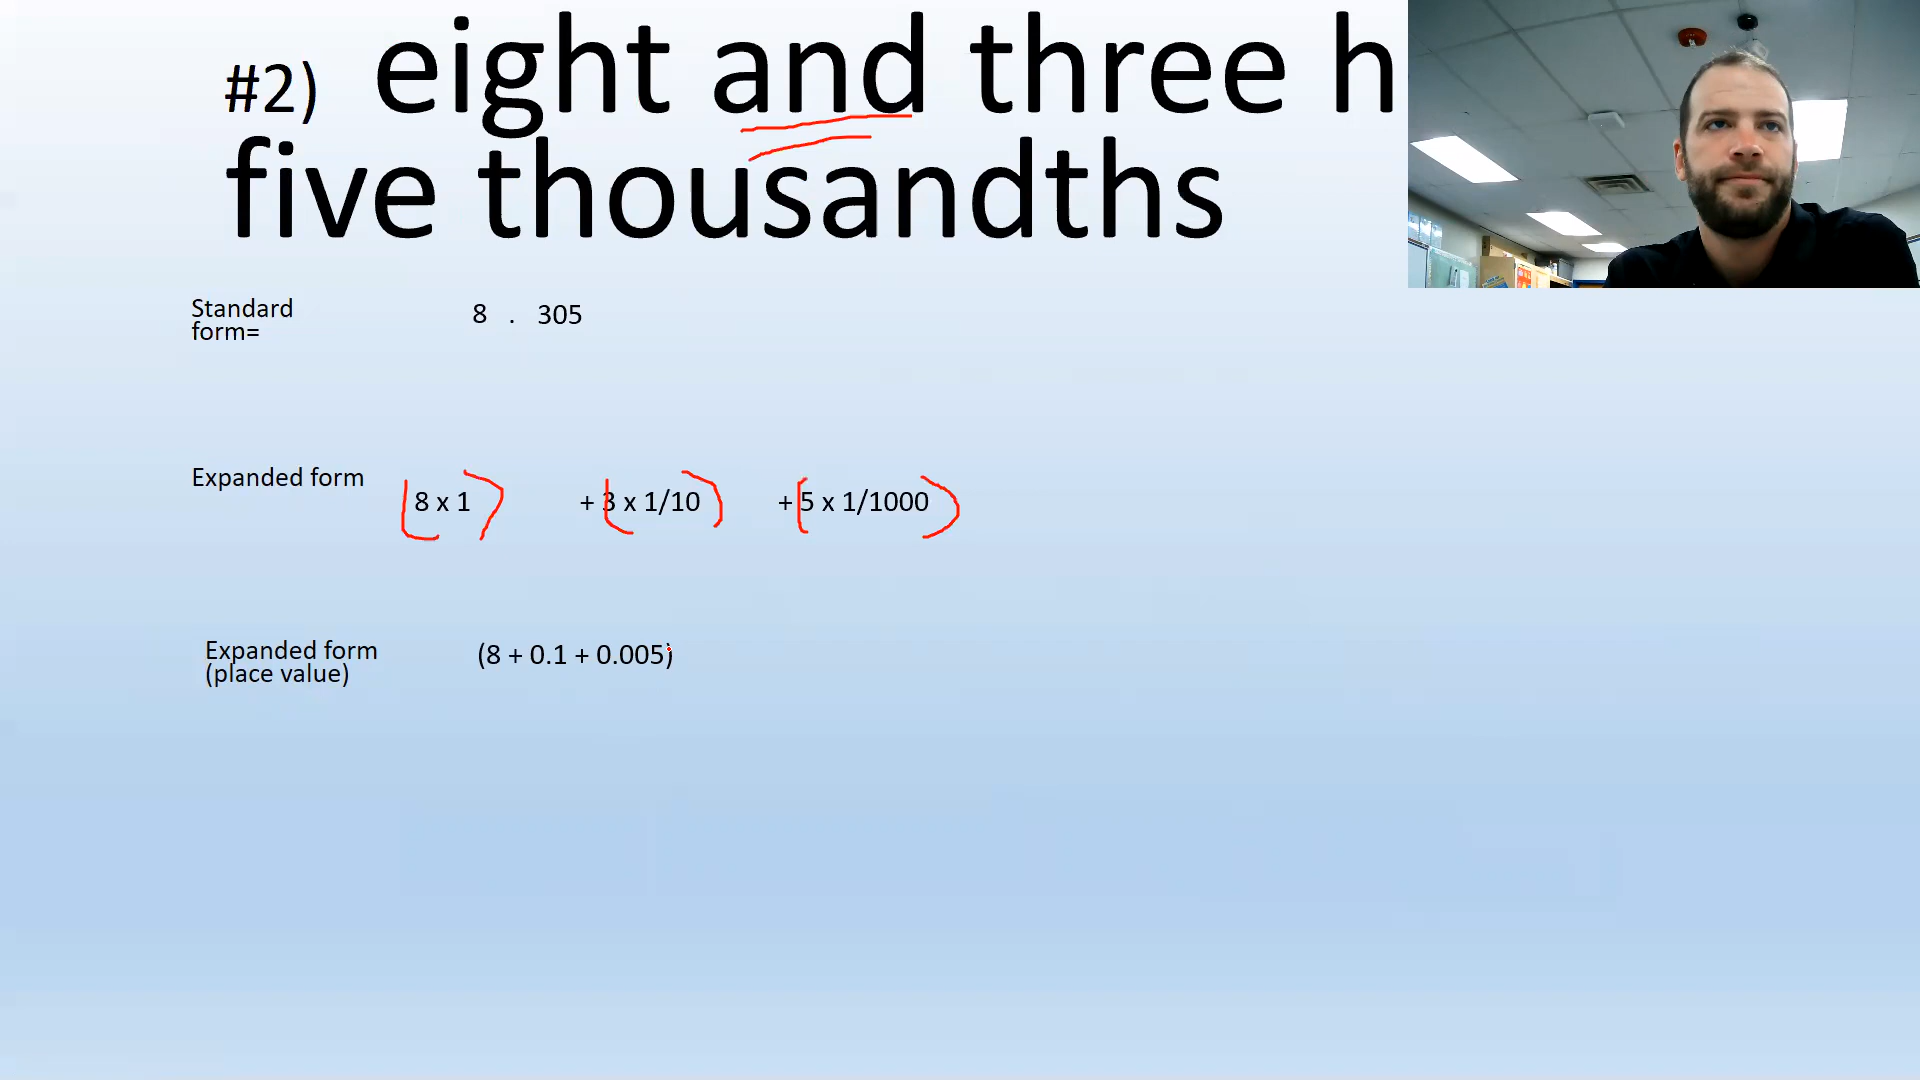 #2) eight and three h
five thousandths
Standard
form=
8 . 305
Expanded form
8 x 1 + 3 x 1/10 + 5 x 1/1000
Expanded form
(place value)
(8 + 0.1 + 0.005)